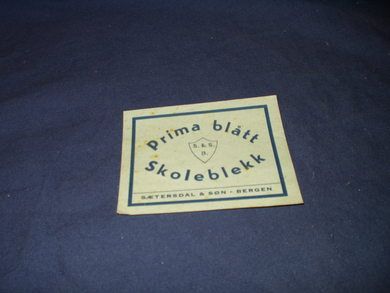 Prima blått
S. & S.
B.
Skoleblekk
SÆTERSDAL & SØN - BERGEN